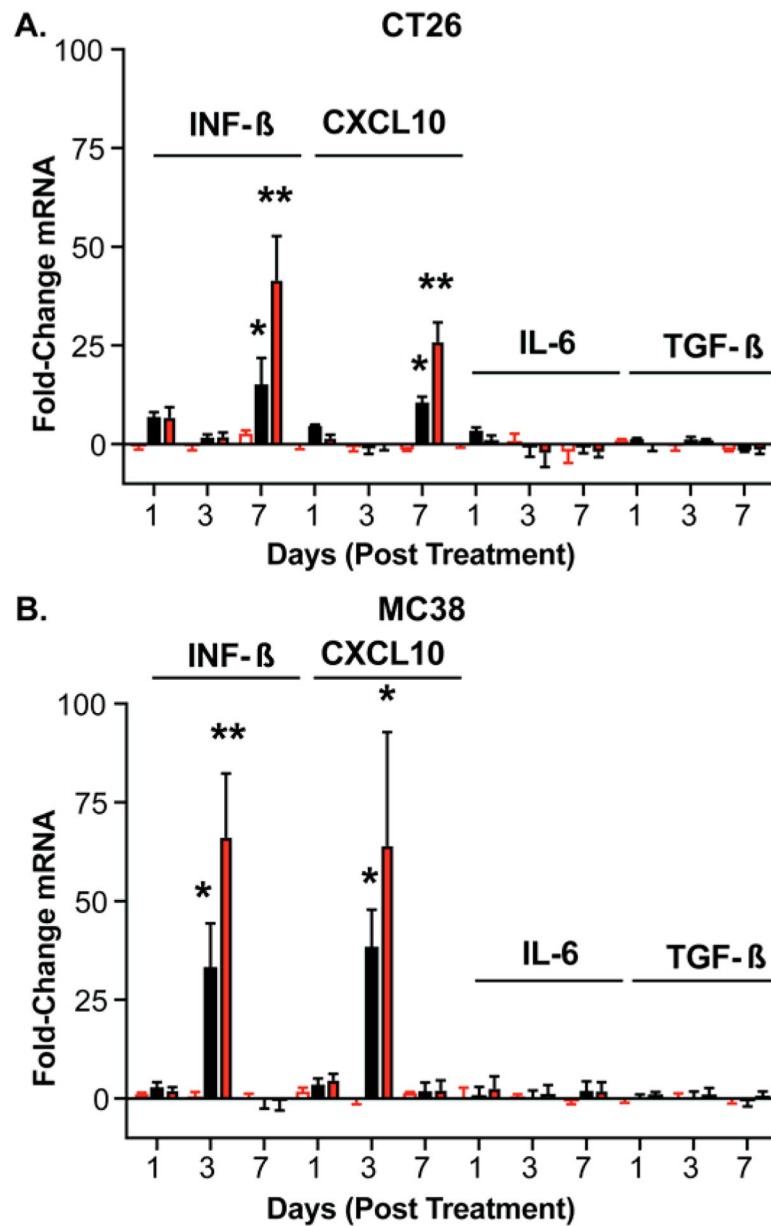 A.
CT26
100
INF-ß
CXCL10
75
**
50
**
*
*
IL-6
TGF-ß
25
0
Fold-Change mRNA
1 3 7 1 3 7 1 3 7 1 3 7
Days (Post Treatment)
B.
MC38
INF-ß
CXCL10
100
*
**
75
*
*
50
IL-6
TGF-ß
25
0
Fold-Change mRNA
1 3 7 1 3 7 1 3 7 1 3 7
Days (Post Treatment)